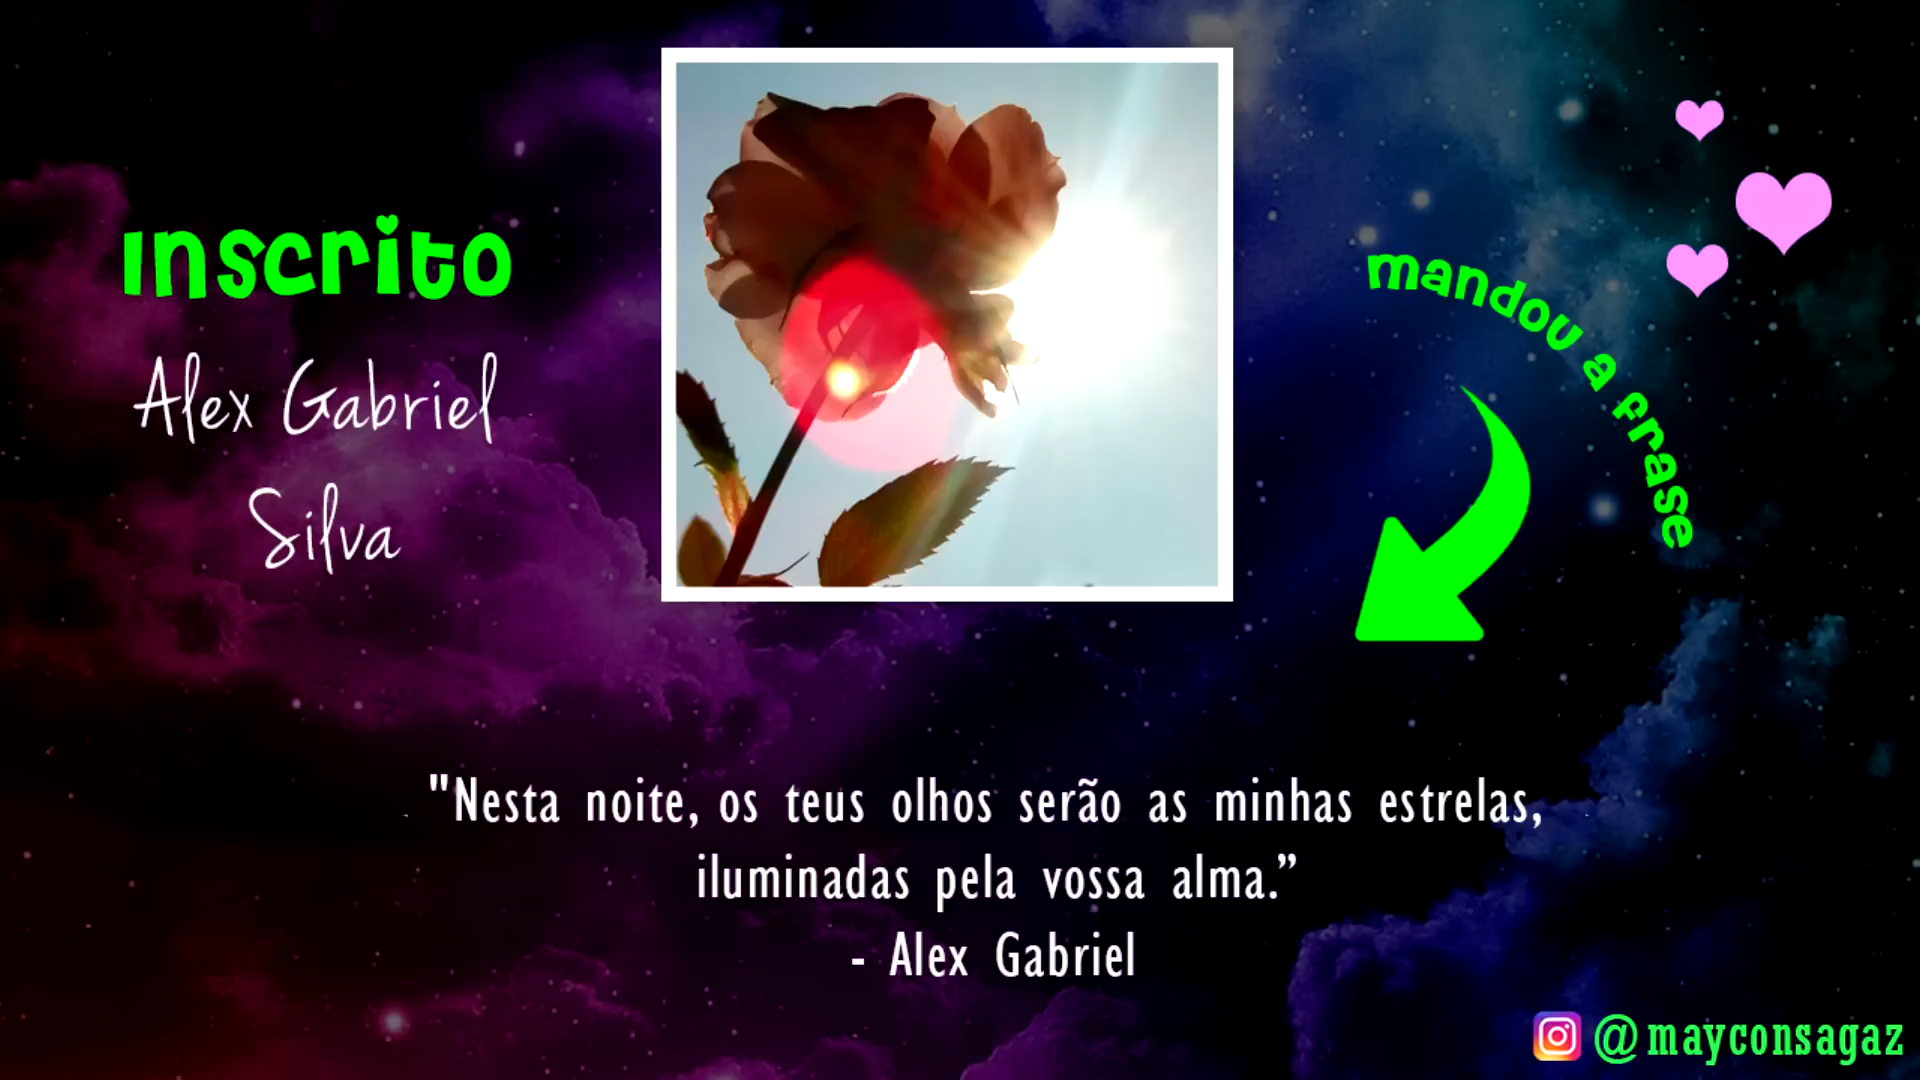 Inscrito
Alex Gabriel
Silva
mandou a frase
"Nesta noite, os teus olhos serão as minhas estrelas,
iluminadas pela vossa alma.”
- Alex Gabriel
@mayconsagaz